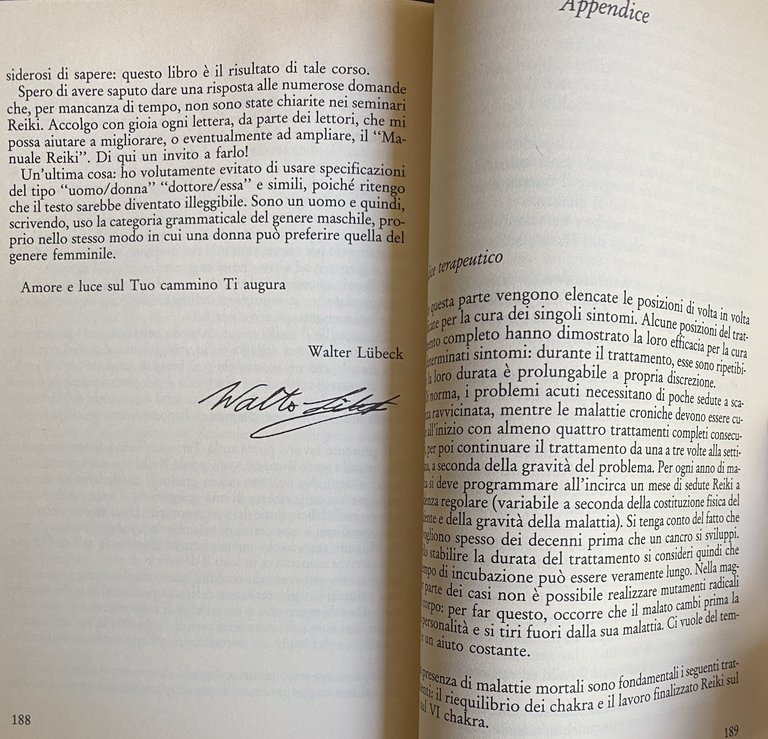 siderosi di sapere: questo libro è il risultato di tale corso.
Spero di avere saputo dare una risposta alle numerose domande
che, per mancanza di tempo, non sono state chiarite nei seminari
Reiki. Accolgo con gioia ogni lettera, da parte dei lettori, che mi
possa aiutare a migliorare, o eventualmente ad ampliare, il “Ma-
nuale Reiki”. Di qui un invito a farlo!
Un’ultima cosa: ho volutamente evitato di usare specificazioni
del tipo “uomo/donna” “dottore/essa” e simili, poiché ritengo
che il testo sarebbe diventato illeggibile. Sono un uomo e quindi,
scrivendo, uso la categoria grammaticale del genere maschile, pro-
prio nello stesso modo in cui una donna può preferire quella del
genere femminile.
Amore e luce sul Tuo cammino Ti augura
Walter Lübeck
188
Appendice
terapeutico
questa parte vengono elencate le posizioni di volta in volta
per la cura dei singoli sintomi. Alcune posizioni del trat-
completo hanno dimostrato la loro efficacia per la cura
sintomi: durante il trattamento, esse sono ripetibi-
la loro durata è prolungabile a propria discrezione.
norma, i problemi acuti necessitano di poche sedute a sca-
ravvicinata, mentre le malattie croniche devono essere cu-
all’inizio con almeno quattro trattamenti completi consecu-
per poi continuare il trattamento da una a tre volte alla setti-
a seconda della gravità del problema. Per ogni anno di ma-
si deve programmare all’incirca un mese di sedute Reiki a
regolare (variabile a seconda della costituzione fisica del
e della gravità della malattia). Si tenga conto del fatto che
spesso dei decenni prima che un cancro si sviluppi.
stabilire la durata del trattamento si consideri quindi che
di incubazione può essere veramente lungo. Nella mag-
parte dei casi non è possibile realizzare mutamenti radicali
corpo: per far questo, occorre che il malato cambi prima la
personalità e si tiri fuori dalla sua malattia. Ci vuole del tem-
un aiuto costante.
presenza di malattie mortali sono fondamentali i seguenti trat-
il riequilibrio dei chakra e il lavoro finalizzato Reiki sul
VI chakra.
189